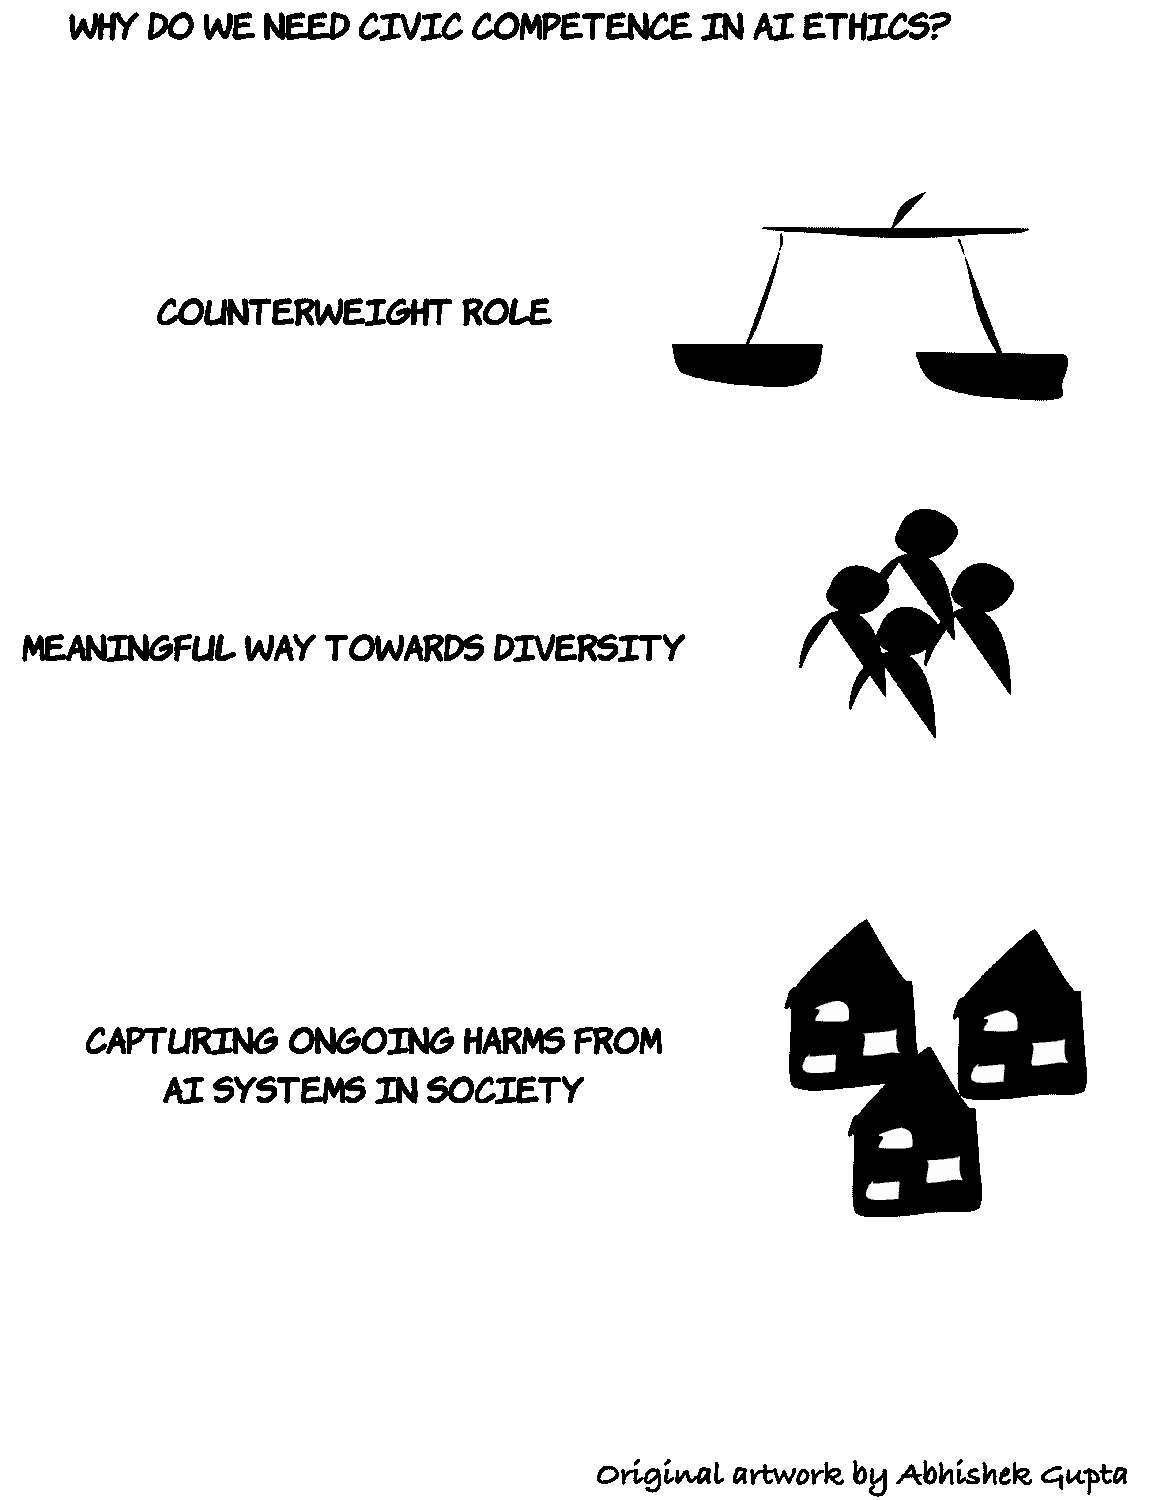 WHY DO WE NEED CIVIC COMPETENCE IN AI ETHICS?
COUNTERWEIGHT ROLE
MEANINGFUL WAY TOWARDS DIVERSITY
CAPTURING ONGOING HARMS FROM
AI SYSTEMS IN SOCIETY
Original artwork by Abhishek Gupta